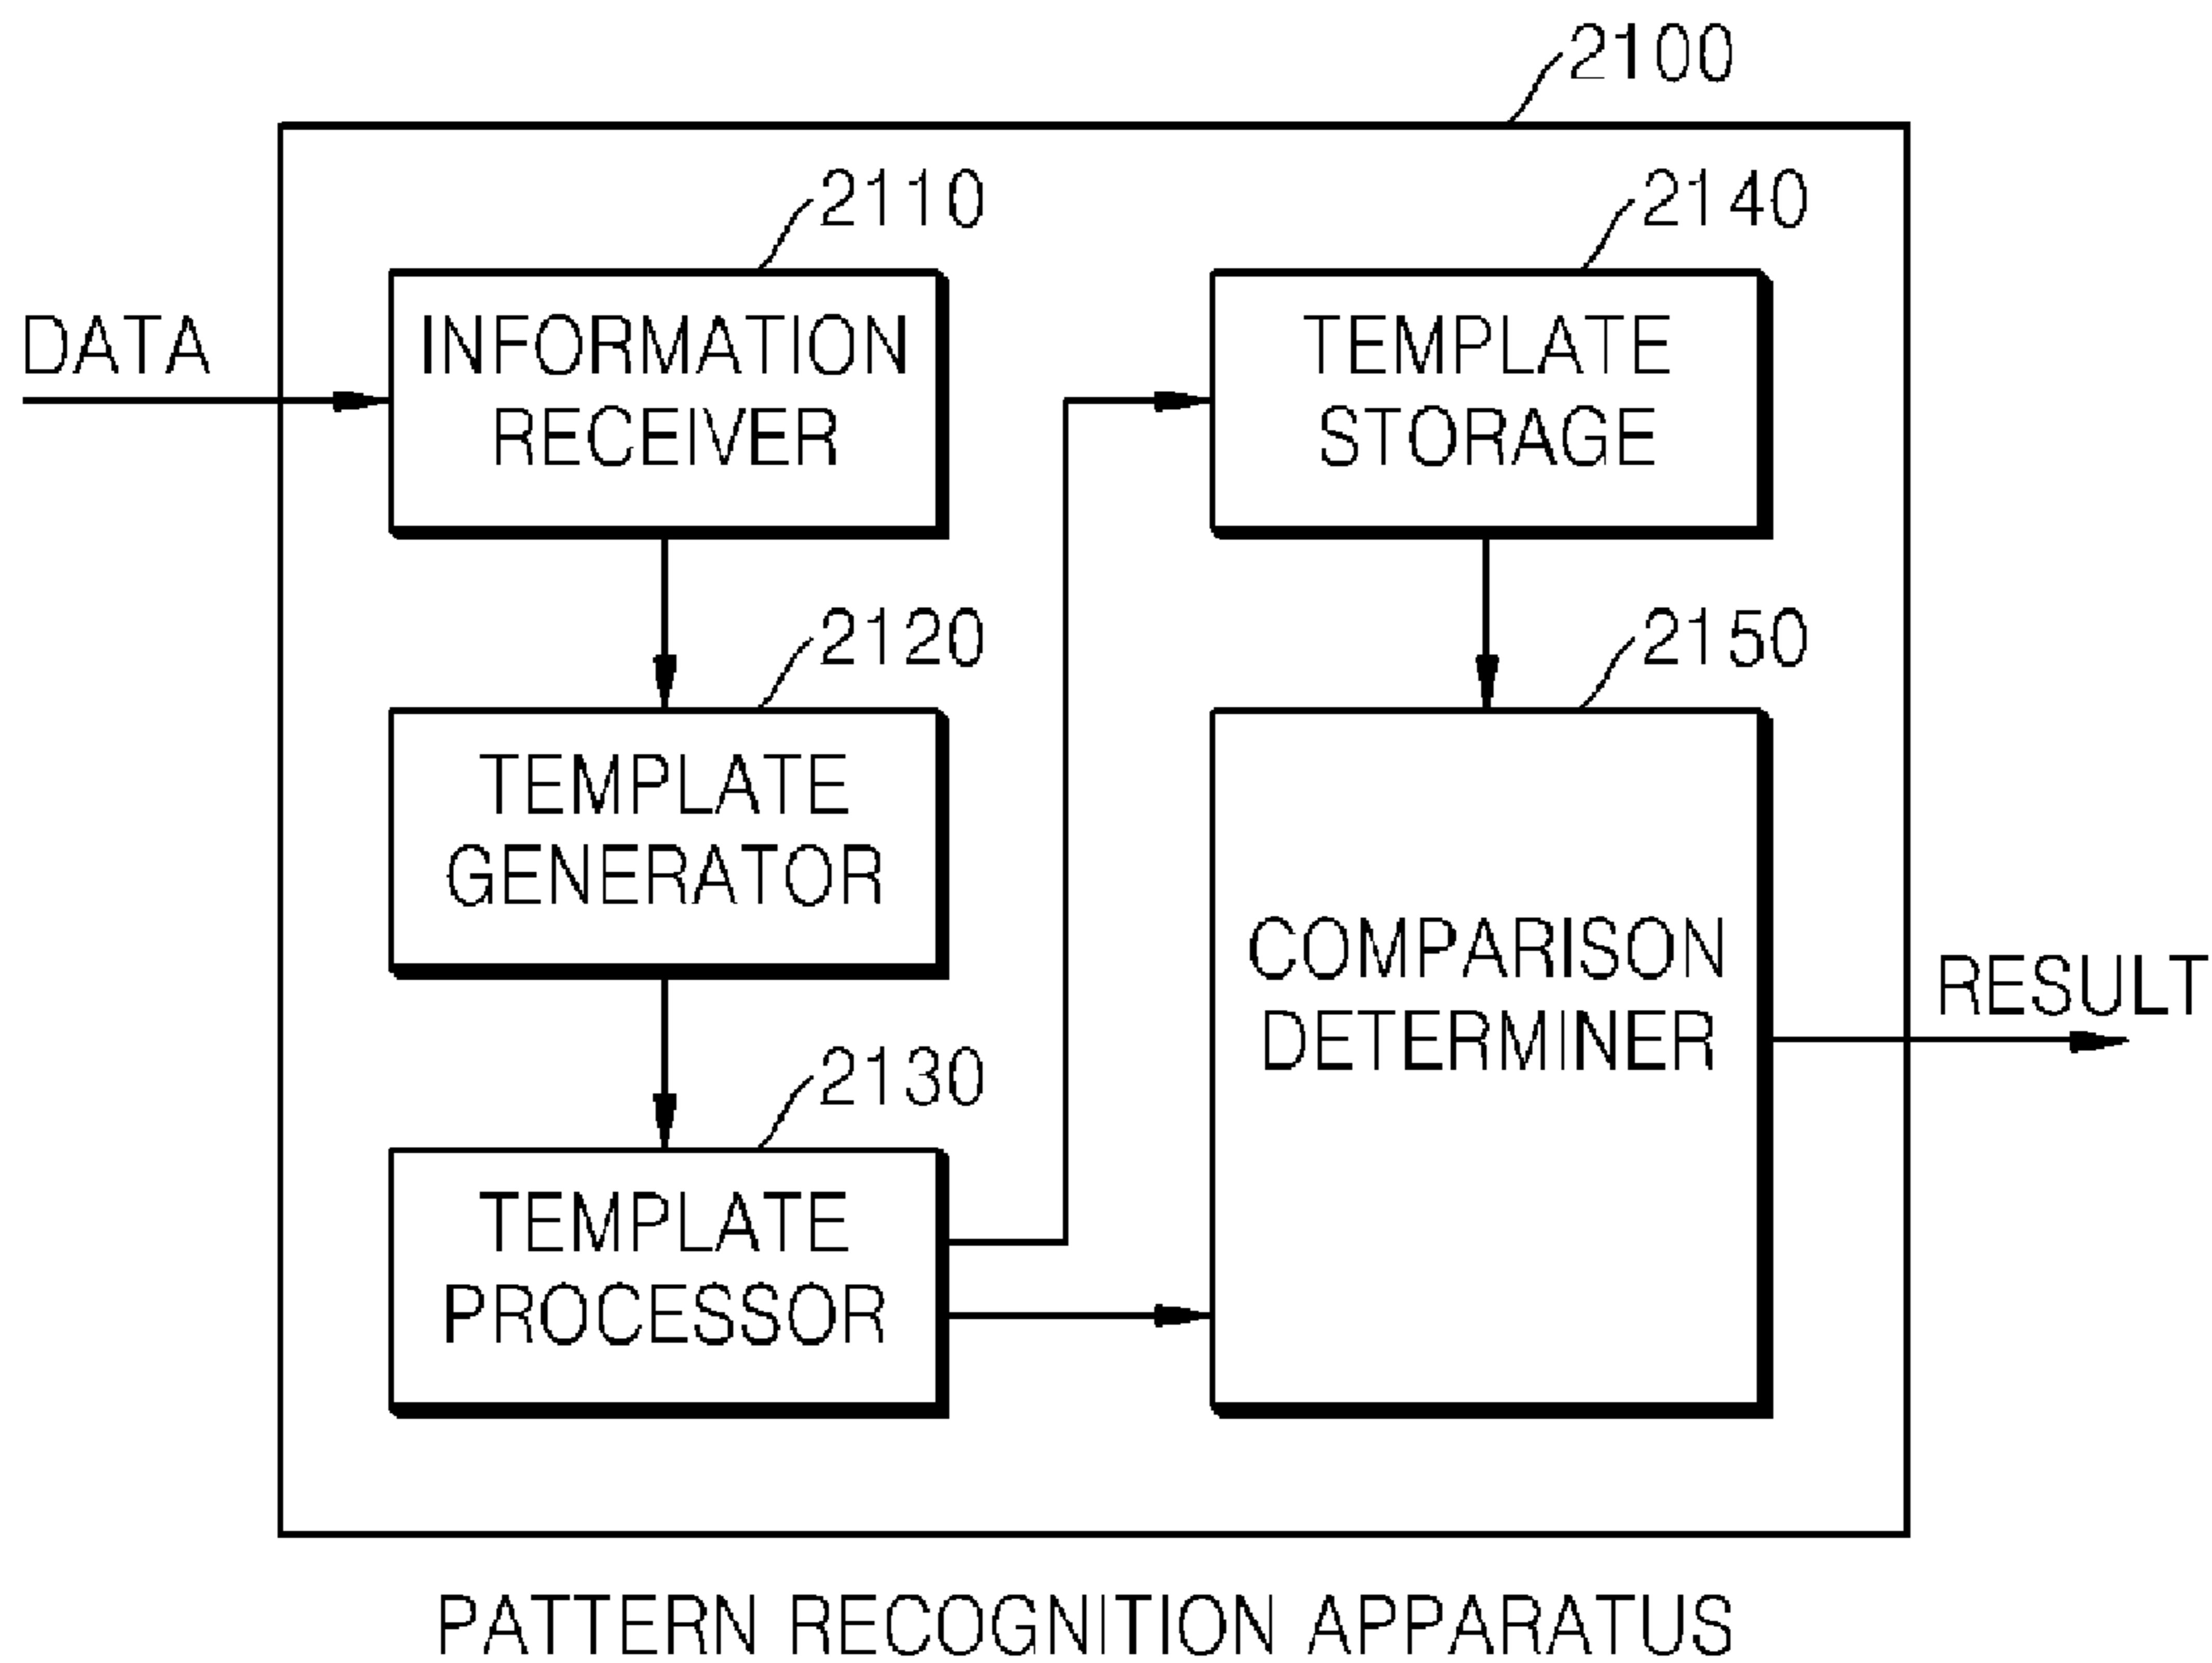 2100
2110
2140
DATA
INFORMATION
RECEIVER
TEMPLATE
STORAGE
2120
2150
TEMPLATE
GENERATOR
COMPARISON
DETERMINER
RESULT
2130
TEMPLATE
PROCESSOR
PATTERN RECOGNITION APPARATUS